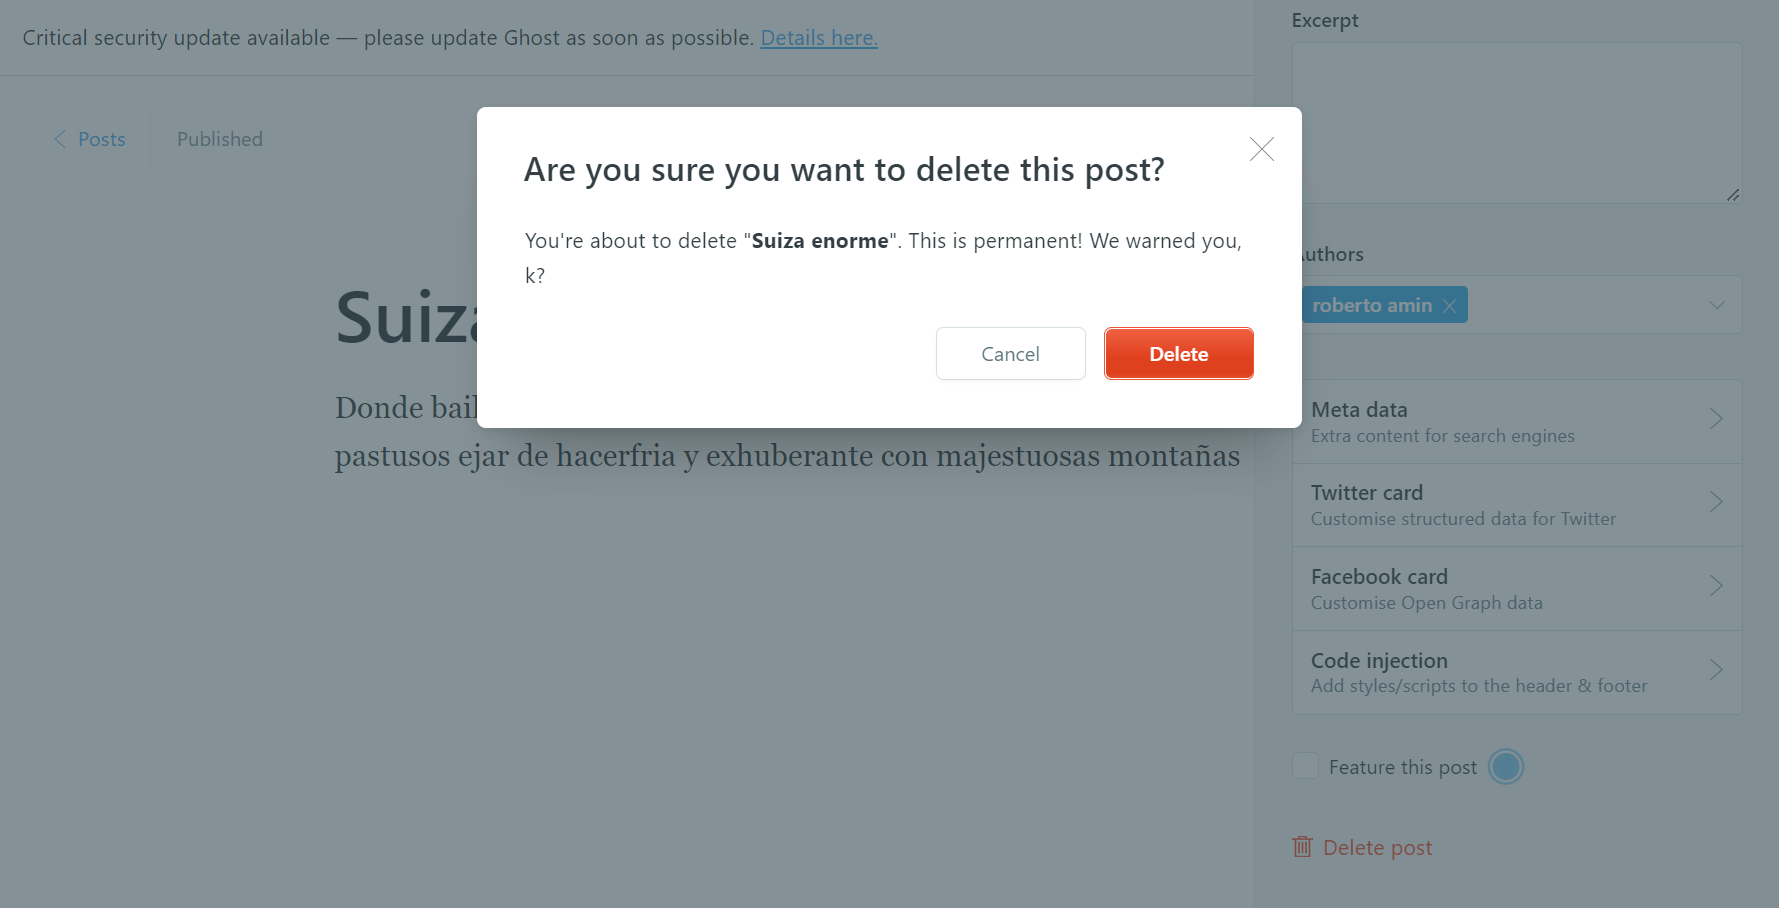 Critical security update available — please update Ghost as soon as possible. Details here.
Posts
Published
Are you sure you want to delete this post?
You're about to delete "Suiza enorme". This is permanent! We warned you,
k?
Cancel
Delete
Donde
pastusos ejar de hacerfria y exhuberante con majestuosas montañas
Excerpt
Authors
roberto amin
Meta data
Extra content for search engines
Twitter card
Customise structured data for Twitter
Facebook card
Customise Open Graph data
Code injection
Add styles/scripts to the header & footer
Feature this post
Delete post